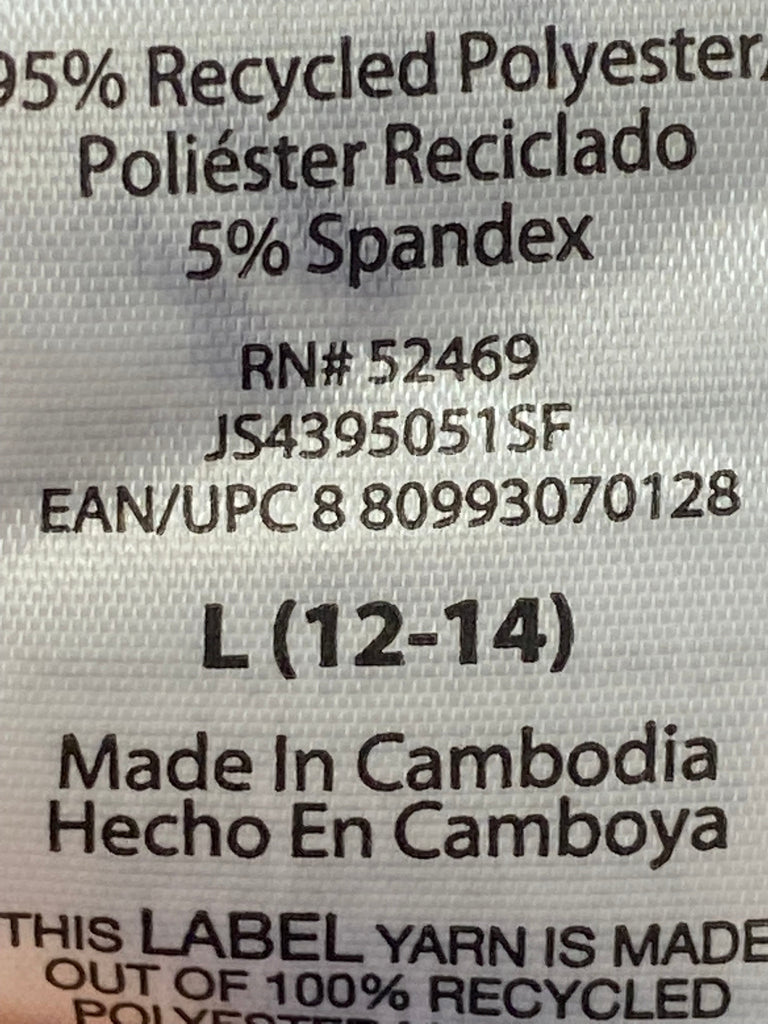 95% Recycled Polyester/
Poliéster Reciclado
5% Spandex
RN# 52469
JS4395051SF
EAN/UPC 8 80993070128
L (12-14)
Made In Cambodia
Hecho En Camboya
THIS LABEL YARN IS MADE
OUT OF 100% RECYCLED
POLYESTER